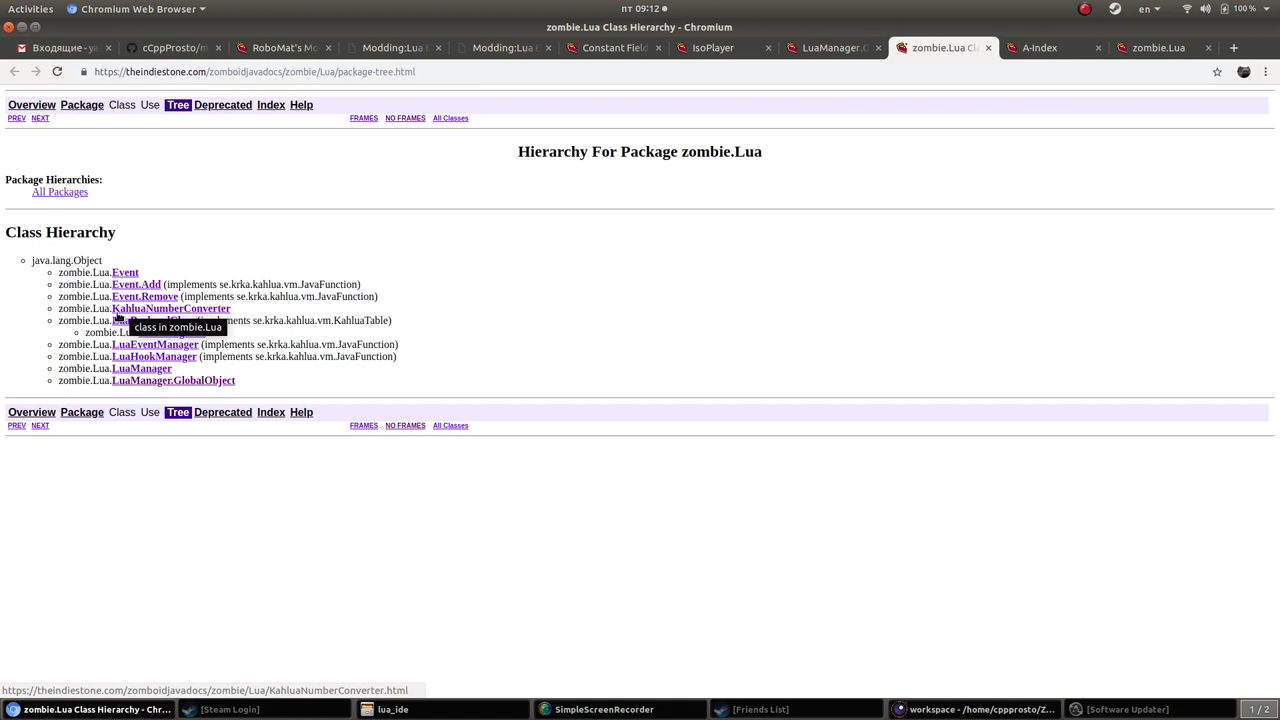 Activities Chromium Web Browser пт 09:12 en 100 %
zombie.Lua Class Hierarchy - Chromium
Входящие - cCppProsto/m RoboMat's Mo Modding:Lua Modding:Lua Constant Field IsoPlayer LuaManager.G zombie.Lua Cl A-Index zombie.Lua
https://theindiestone.com/zomboidjavadocs/zombie/Lua/package-tree.html
Overview Package Class Use Tree Deprecated Index Help
PREV NEXT FRAMES NO FRAMES All Classes
Hierarchy For Package zombie.Lua
Package Hierarchies:
All Packages
Class Hierarchy
java.lang.Object
zombie.Lua.Event
zombie.Lua.Event.Add (implements se.krka.kahlua.vm.JavaFunction)
zombie.Lua.Event.Remove (implements se.krka.kahlua.vm.JavaFunction)
zombie.Lua.KahluaNumberConverter
zombie.Lua. se.krka.kahlua.vm.KahluaTable)
class in zombie.Lua
zombie.Lu
zombie.Lua.LuaEventManager (implements se.krka.kahlua.vm.JavaFunction)
zombie.Lua.LuaHookManager (implements se.krka.kahlua.vm.JavaFunction)
zombie.Lua.LuaManager
zombie.Lua.LuaManager.GlobalObject
Overview Package Class Use Tree Deprecated Index Help
PREV NEXT FRAMES NO FRAMES All Classes
https://theindiestone.com/zomboidjavadocs/zombie/Lua/KahluaNumberConverter.html
zombie.Lua Class Hierarchy - Chr... [Steam Login] lua_ide SimpleScreenRecorder [Friends List] workspace - /home/cppprosto/Z... [Software Updater] 1 / 2